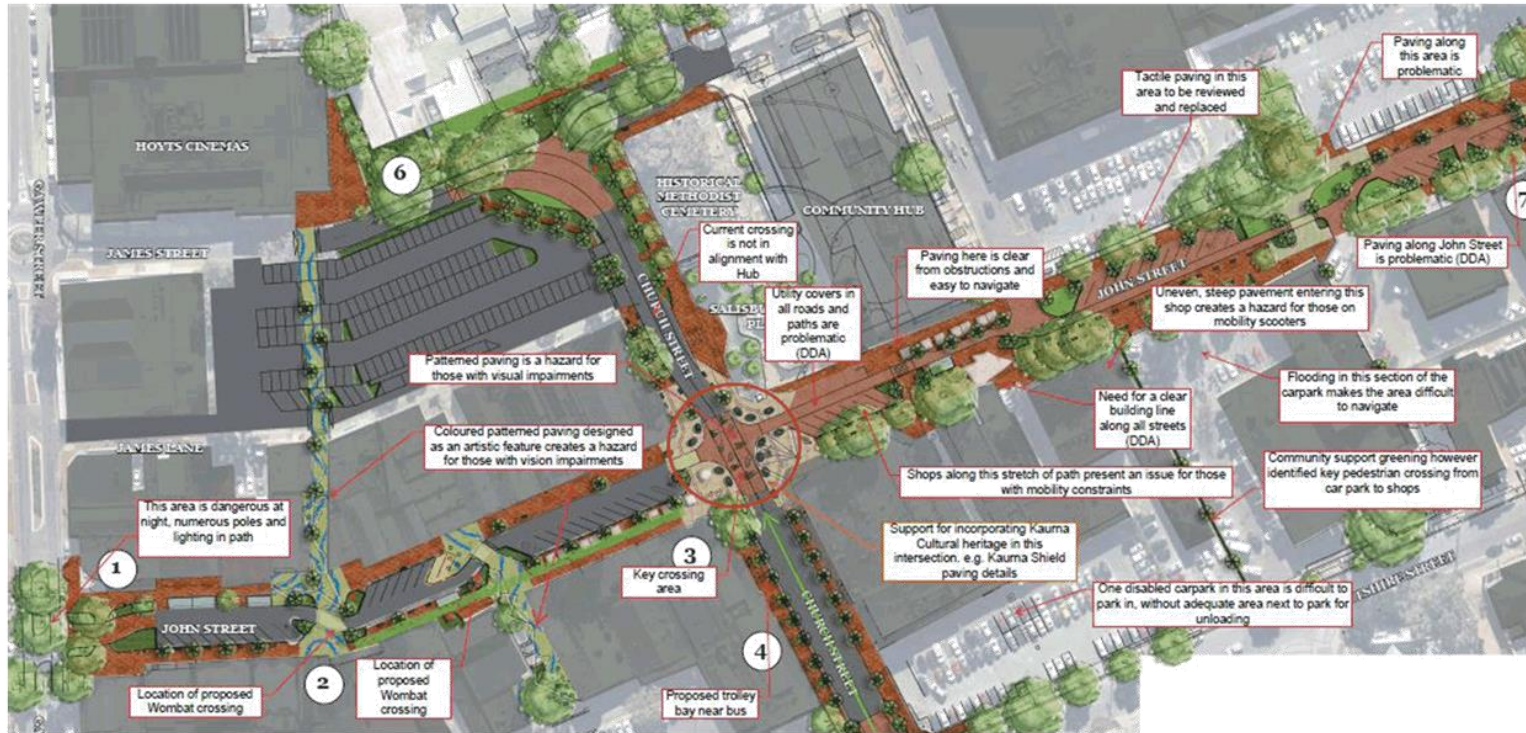 Paving along
this area is
problematic
Tactile paving in this
area to be reviewed
and replaced
HOYTS CINEMAS
6
HISTORICAL
METHODIST
CEMETERY
COMMUNITY HUB
7
JAMES STREET
Current crossing
is not in
alignment with
Hub
Paving here is clear
from obstructions and
easy to navigate
JOHN STREET
Paving along John Street
is problematic (DDA)
CHURCH STREET
Utility covers in
all roads and
paths are
problematic
(DDA)
Uneven, steep pavement entering this
shop creates a hazard for those on
mobility scooters
Patterned paving is a hazard for
those with visual impairments
Flooding in this section of the
carpark makes the area difficult
to navigate
Need for a clear
building line
along all streets
(DDA)
JAMES LANE
Coloured patterned paving designed
as an artistic feature creates a hazard
for those with vision impairments
Shops along this stretch of path present an issue for those
with mobility constraints
Community support greening however
identified key pedestrian crossing from
car park to shops
This area is dangerous at
night, numerous poles and
lighting in path
1
3
Key crossing
area
Support for incorporating Kaurna
Cultural heritage in this
intersection. e.g. Kaurna Shield
paving details
One disabled carpark in this area is difficult to
park in, without adequate area next to park for
unloading
JOHN STREET
2
Location of proposed
Wombat crossing
Location of
proposed
Wombat
crossing
4
CHURCH STREET
Proposed trolley
bay near bus